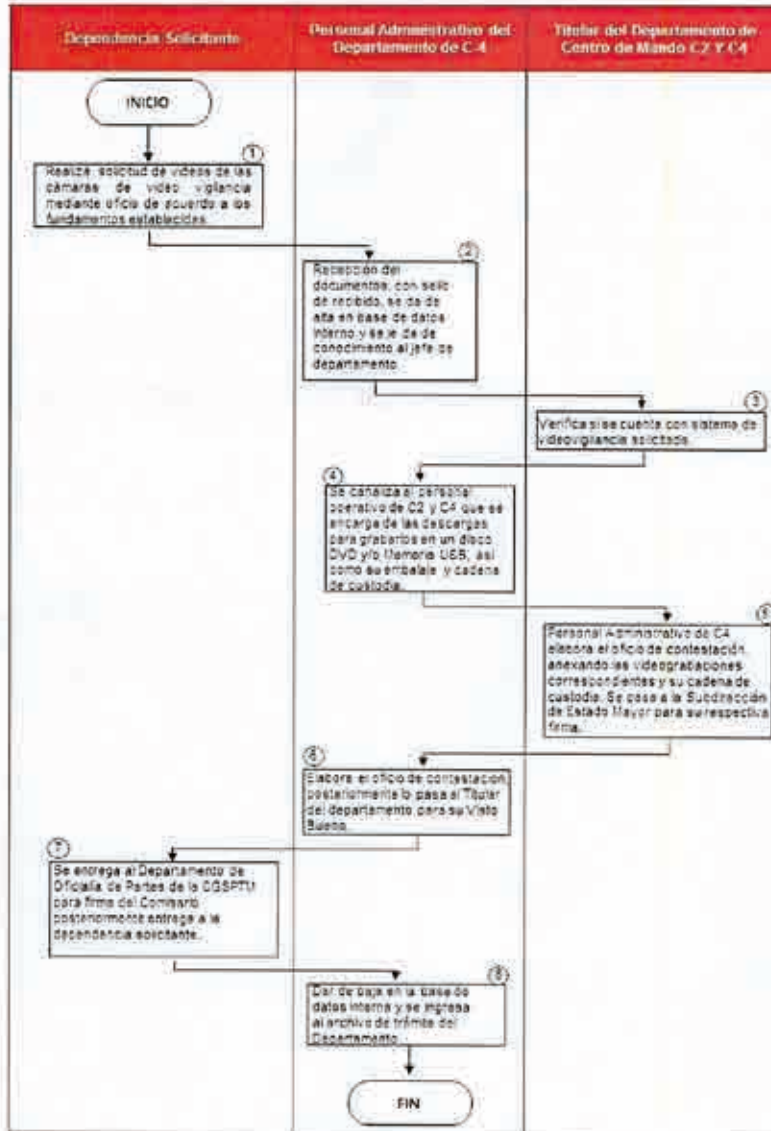 Dependencia Solicitante
Personal Administrativo del
Departamento de C-4
Titular del Departamento de
Centro de Mando C2 Y C4
INICIO
1
Realiza solicitud de videos de las
cámaras de video vigilancia
mediante oficio de acuerdo a los
fundamentos establecidos.
2
Recepción del
documentos, con sello
de recibido, se da de
alta en base de datos
interno y se le da de
conocimiento al jefe de
departamento.
3
Verifica si se cuenta con sistema de
videovigilancia solicitada.
4
Se canaliza al personal
operativo de C2 y C4 que se
encarga de las descargas
para grabarlos en un disco
DVD y/o Memoria USB, así
como su embalaje y cadena
de custodia.
5
Personal Administrativo de C4
elabora el oficio de contestación,
anexando las videograbaciones
correspondientes y su cadena de
custodia. Se pasa a la Subdirección
de Estado Mayor para su respectiva
firma.
6
Elabora el oficio de contestación,
posteriormente lo pasa al Titular
del departamento para su Visto
Bueno.
7
Se entrega al Departamento de
Oficialía de Partes de la CGSPTM
para firma del Comisario
posteriormente entrega a la
dependencia solicitante.
8
Dar de baja en la base de
datos interna y se ingresa
al archivo de trámite del
Departamento.
FIN